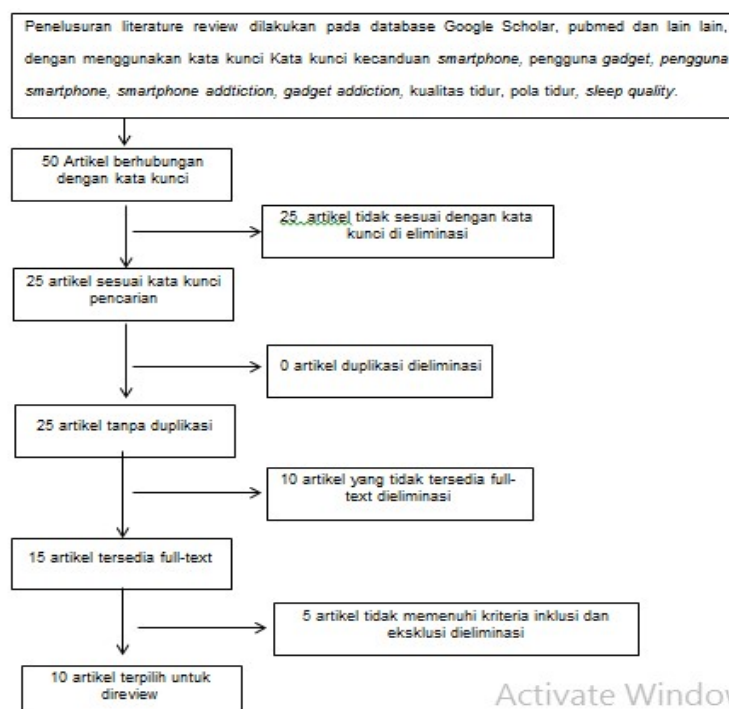 Penelusuran literature review dilakukan pada database Google Scholar, pubmed dan lain lain,
dengan menggunakan kata kunci Kata kunci kecanduan smartphone, pengguna gadget, pengguna
smartphone, smartphone addtiction, gadget addiction, kualitas tidur, pola tidur, sleep quality.
50 Artikel berhubungan
dengan kata kunci
25 artikel tidak sesuai dengan kata
kunci di eliminasi
25 artikel sesuai kata kunci
pencarian
0 artikel duplikasi dieliminasi
25 artikel tanpa duplikasi
10 artikel yang tidak tersedia full-
text dieliminasi
15 artikel tersedia full-text
5 artikel tidak memenuhi kriteria inklusi dan
eksklusi dieliminasi
10 artikel terpilih untuk
direview
Activate Window